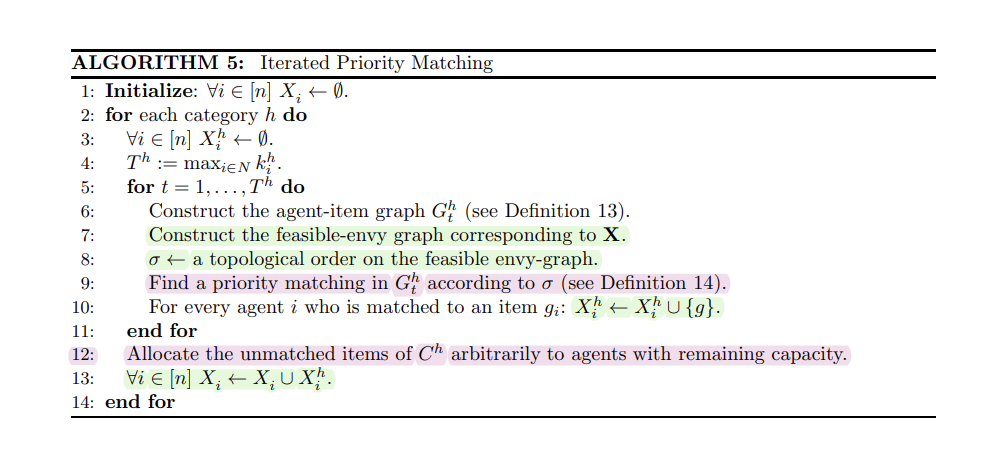 ALGORITHM 5: Iterated Priority Matching
1: Initialize: ∀i ∈ [n] X_i ← ∅.
2: for each category h do
3: ∀i ∈ [n] X_i^h ← ∅.
4: T^h := max_{i∈N} k_i^h.
5: for t = 1, . . . , T^h do
6: Construct the agent-item graph G_t^h (see Definition 13).
7: Construct the feasible-envy graph corresponding to X.
8: σ ← a topological order on the feasible envy-graph.
9: Find a priority matching in G_t^h according to σ (see Definition 14).
10: For every agent i who is matched to an item g_i: X_i^h ← X_i^h ∪ {g}.
11: end for
12: Allocate the unmatched items of C^h arbitrarily to agents with remaining capacity.
13: ∀i ∈ [n] X_i ← X_i ∪ X_i^h.
14: end for